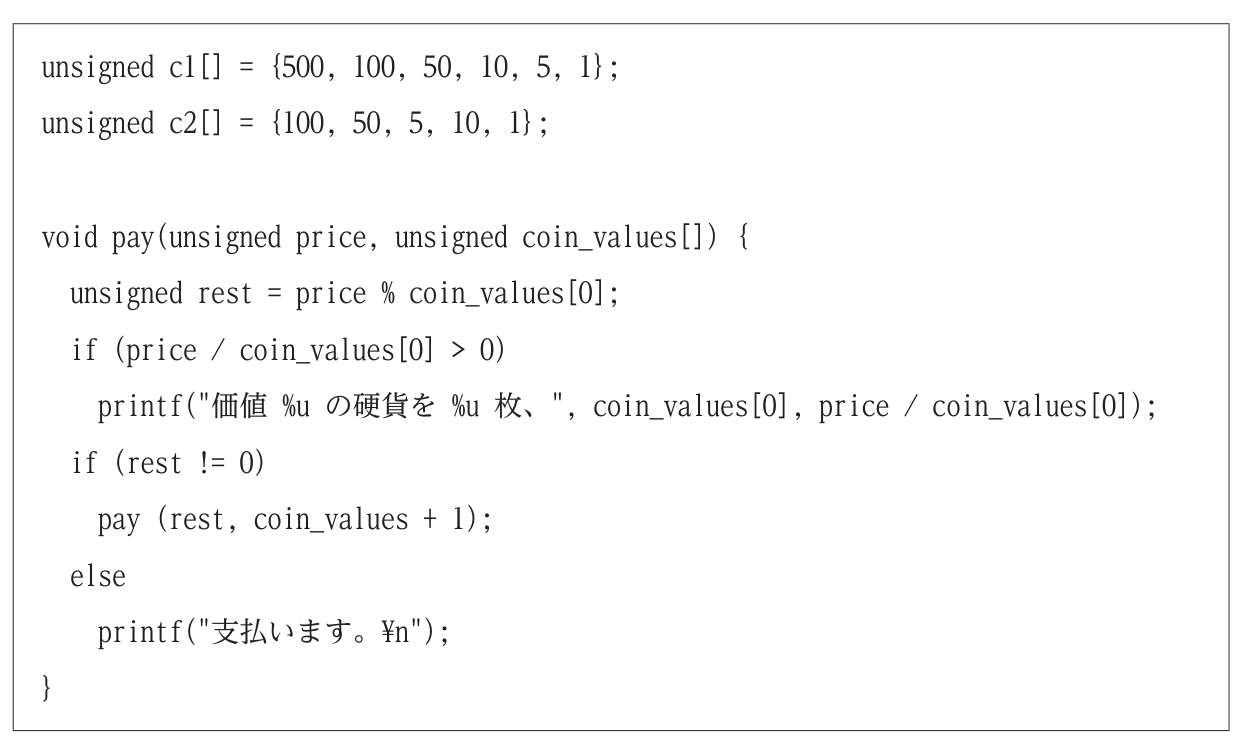 unsigned c1[] = {500, 100, 50, 10, 5, 1};
unsigned c2[] = {100, 50, 5, 10, 1};
void pay(unsigned price, unsigned coin_values[]) {
unsigned rest = price % coin_values[0];
if (price / coin_values[0] > 0)
printf("価値 %u の硬貨を %u 枚、", coin_values[0], price / coin_values[0]);
if (rest != 0)
pay (rest, coin_values + 1);
else
printf("支払います。¥n");
}